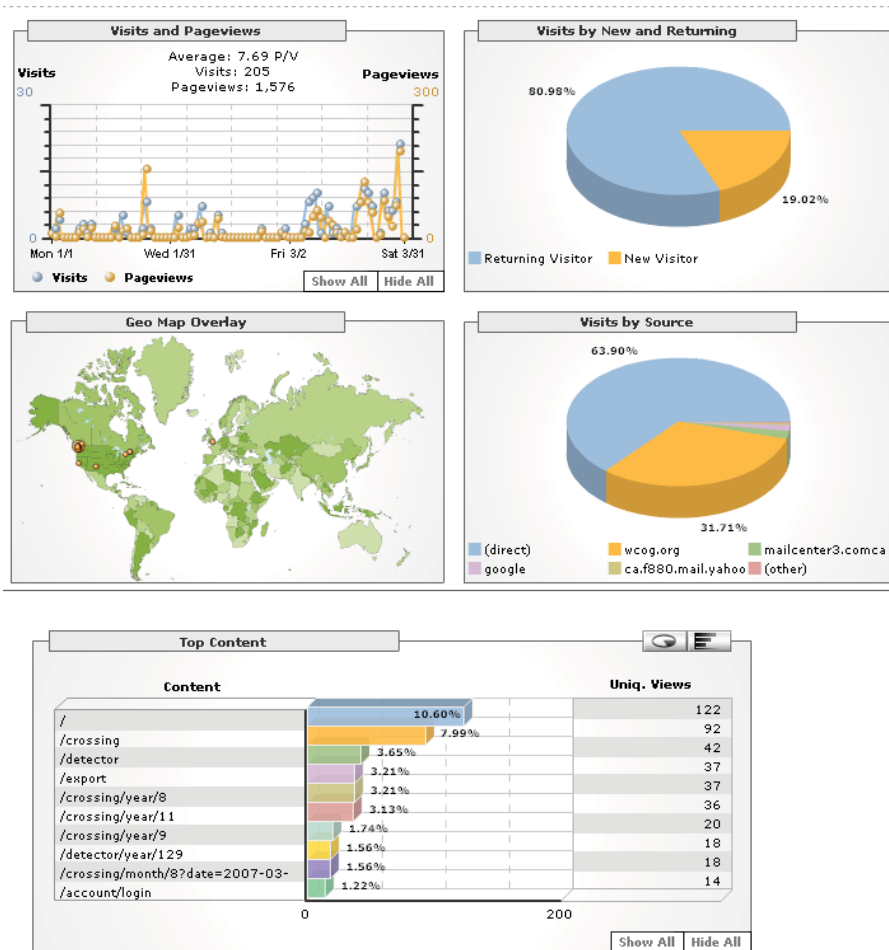 Visits and Pageviews
Average: 7.69 P/V
Visits: 205
Pageviews: 1,576
Visits
Pageviews
30
300
0
0
Mon 1/1
Wed 1/31
Fri 3/2
Sat 3/31
Visits
Pageviews
Show All
Hide All
Visits by New and Returning
80.98%
19.02%
Returning Visitor
New Visitor
Geo Map Overlay
Visits by Source
63.90%
31.71%
(direct)
wcog.org
mailcenter3.comca
google
ca.f880.mail.yahoo
(other)
Top Content
Content
Uniq. Views
/
10.60%
122
/crossing
7.99%
92
/detector
3.65%
42
/export
3.21%
37
/crossing/year/8
3.21%
37
/crossing/year/11
3.13%
36
/crossing/year/9
1.74%
20
/detector/year/129
1.56%
18
/crossing/month/8?date=2007-03-
1.56%
18
/account/login
1.22%
14
0
200
Show All
Hide All